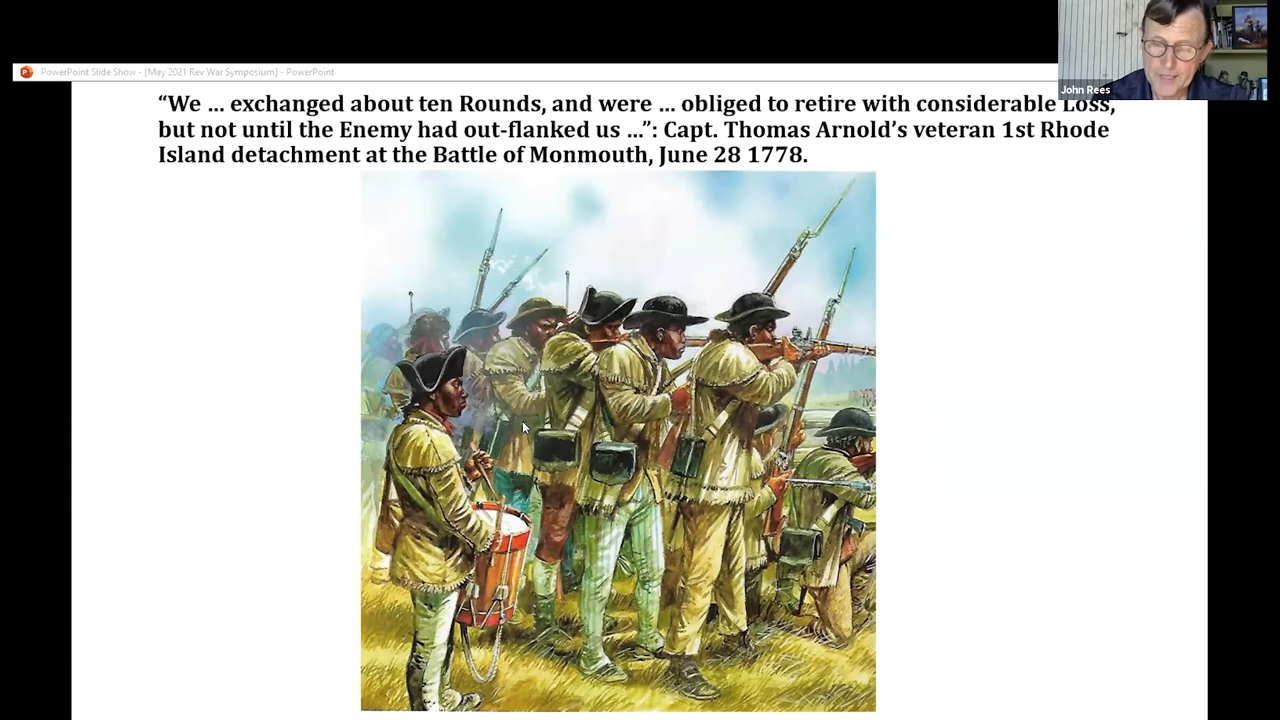 PowerPoint Slide Show - [May 2021 Rev War Symposium] - PowerPoint
John Rees
“We … exchanged about ten Rounds, and were … obliged to retire with considerable Loss,
but not until the Enemy had out-flanked us …”: Capt. Thomas Arnold’s veteran 1st Rhode
Island detachment at the Battle of Monmouth, June 28 1778.